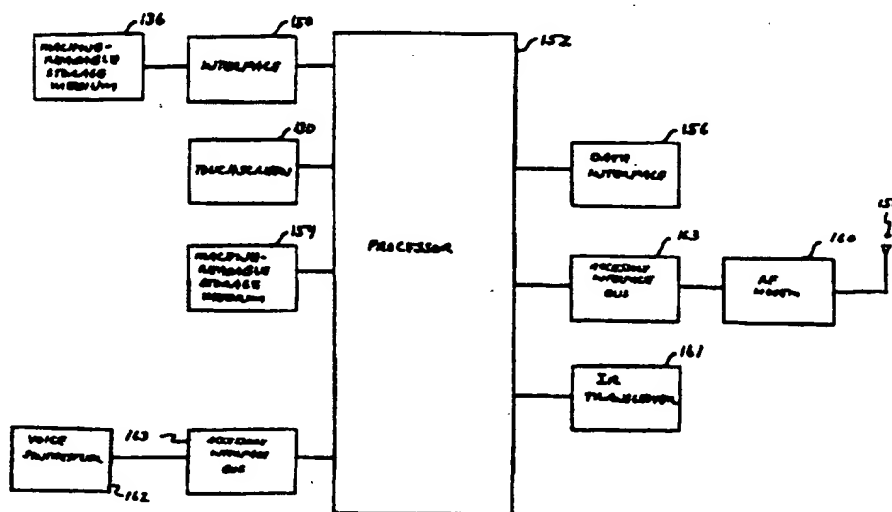 136
150
MACHINE-
READABLE
STORAGE
MEDIUM
INTERFACE
152
130
TOUCHSCREEN
156
DATA
INTERFACE
154
MACHINE-
READABLE
STORAGE
MEDIUM
PROCESSOR
163
ACCESSORY
INTERFACE
BUS
160
RF
MODEM
15
161
IR
TRANSCEIVER
163
VOICE
SYNTHESIZER
162
ACCESSORY
INTERFACE
BUS